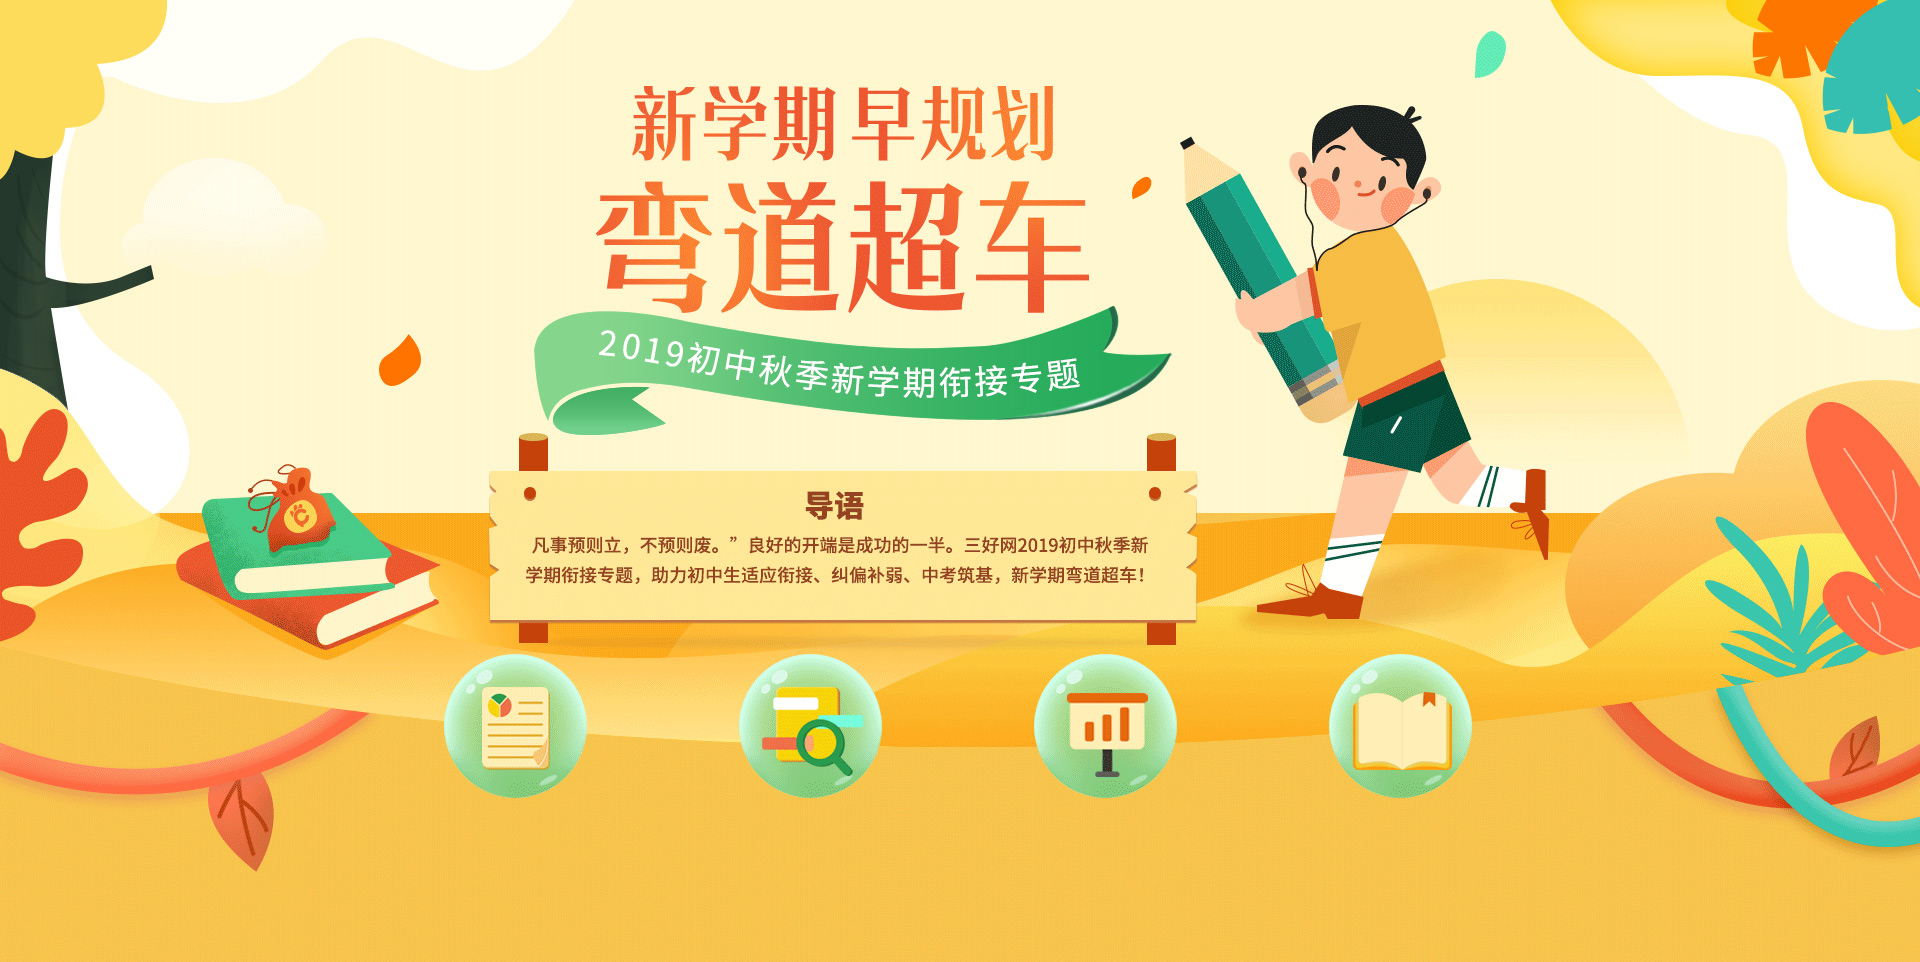 新学期早规划
弯道超车
2019初中秋季新学期衔接专题
导语
凡事预则立，不预则废。”良好的开端是成功的一半。三好网2019初中秋季新
学期衔接专题，助力初中生适应衔接、纠偏补弱、中考筑基，新学期弯道超车！